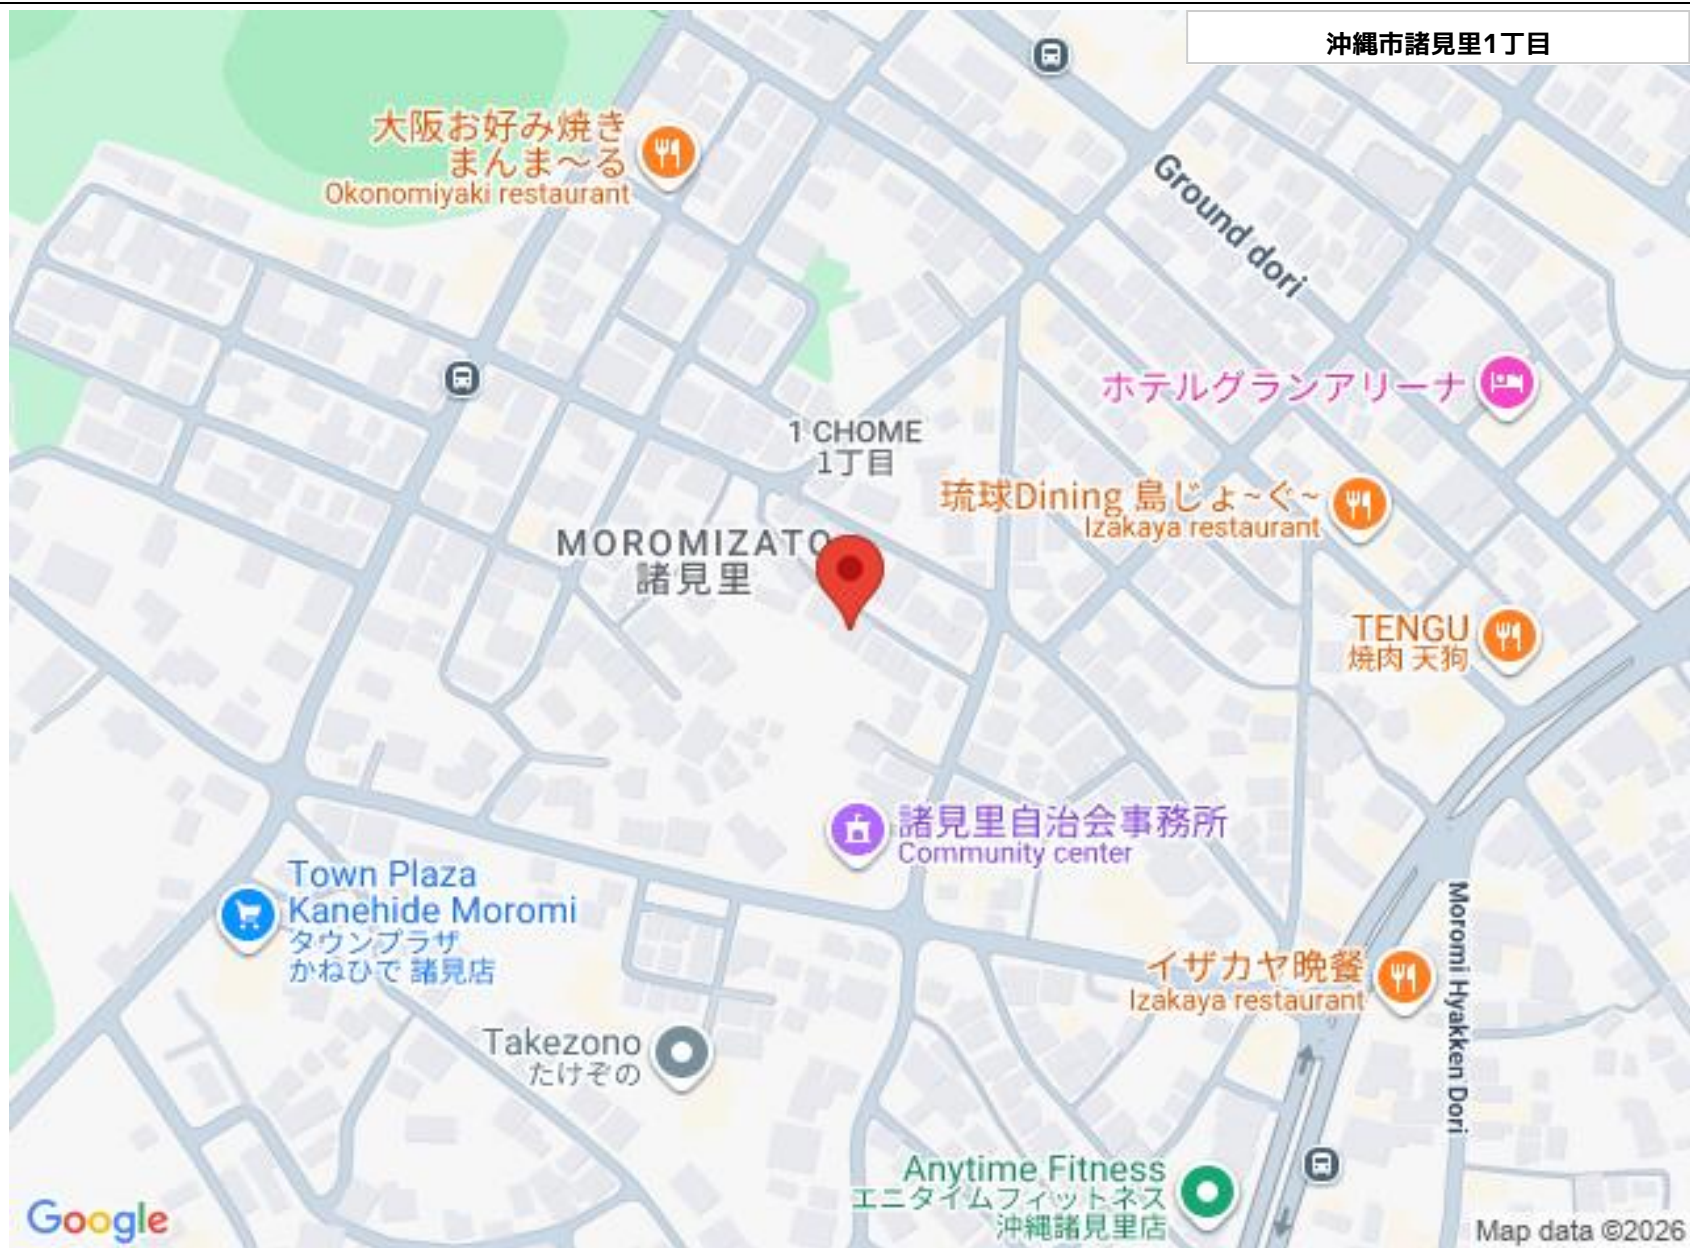 沖縄市諸見里1丁目
大阪お好み焼き
まんま～る
Okonomiyaki restaurant
Ground dori
ホテルグランアリーナ
1 CHOME
1丁目
琉球Dining 島じょ~ぐ~
Izakaya restaurant
MOROMIZATO
諸見里
TENGU
焼肉 天狗
諸見里自治会事務所
Community center
Town Plaza
Kanehide Moromi
タウンプラザ
かねひで 諸見店
イザカヤ晩餐
Izakaya restaurant
Moromi Hyakken Dori
Takezono
たけぞの
Anytime Fitness
エニタイムフィットネス
沖縄諸見里店
Google
Map data ©2026